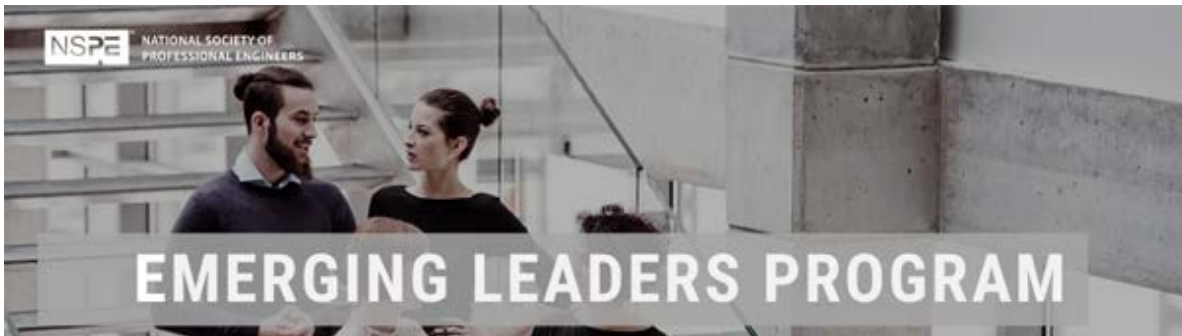 NSPE
NATIONAL SOCIETY OF
PROFESSIONAL ENGINEERS
EMERGING LEADERS PROGRAM